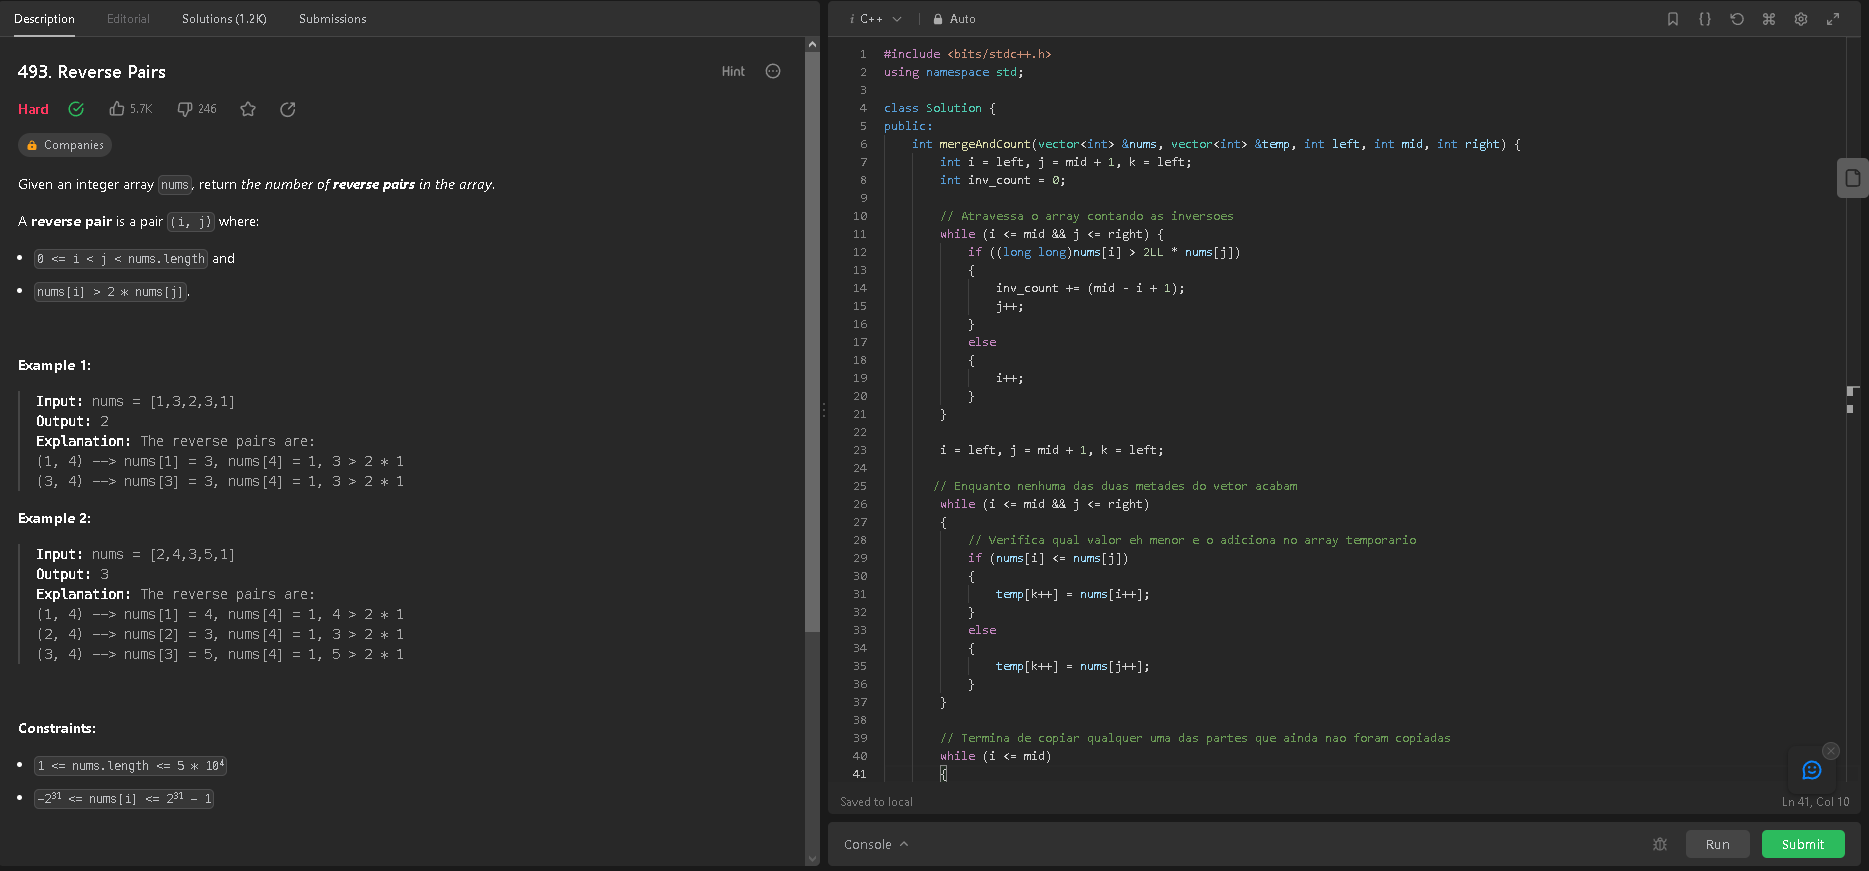 Description Editorial Solutions (1.2K) Submissions
493. Reverse Pairs
Hint
Hard 5.7K 246
Companies
Given an integer array nums, return the number of reverse pairs in the array.
A reverse pair is a pair (i, j) where:
• 0 <= i < j < nums.length and
• nums[i] > 2 * nums[j].
Example 1:
Input: nums = [1,3,2,3,1]
Output: 2
Explanation: The reverse pairs are:
(1, 4) --> nums[1] = 3, nums[4] = 1, 3 > 2 * 1
(3, 4) --> nums[3] = 3, nums[4] = 1, 3 > 2 * 1
Example 2:
Input: nums = [2,4,3,5,1]
Output: 3
Explanation: The reverse pairs are:
(1, 4) --> nums[1] = 4, nums[4] = 1, 4 > 2 * 1
(2, 4) --> nums[2] = 3, nums[4] = 1, 3 > 2 * 1
(3, 4) --> nums[3] = 5, nums[4] = 1, 5 > 2 * 1
Constraints:
• 1 <= nums.length <= 5 * 10⁴
• -2³¹ <= nums[i] <= 2³¹ - 1
i C++ | Auto
1 #include <bits/stdc++.h>
2 using namespace std;
3
4 class Solution {
5 public:
6 int mergeAndCount(vector<int> &nums, vector<int> &temp, int left, int mid, int right) {
7 int i = left, j = mid + 1, k = left;
8 int inv_count = 0;
9
10 // Atravessa o array contando as inversoes
11 while (i <= mid && j <= right) {
12 if ((long long)nums[i] > 2LL * nums[j])
13 {
14 inv_count += (mid - i + 1);
15 j++;
16 }
17 else
18 {
19 i++;
20 }
21 }
22
23 i = left, j = mid + 1, k = left;
24
25 // Enquanto nenhuma das duas metades do vetor acabam
26 while (i <= mid && j <= right)
27 {
28 // Verifica qual valor eh menor e o adiciona no array temporario
29 if (nums[i] <= nums[j])
30 {
31 temp[k++] = nums[i++];
32 }
33 else
34 {
35 temp[k++] = nums[j++];
36 }
37 }
38
39 // Termina de copiar qualquer uma das partes que ainda nao foram copiadas
40 while (i <= mid)
41 {
Saved to local
Ln 41, Col 10
Console Run Submit